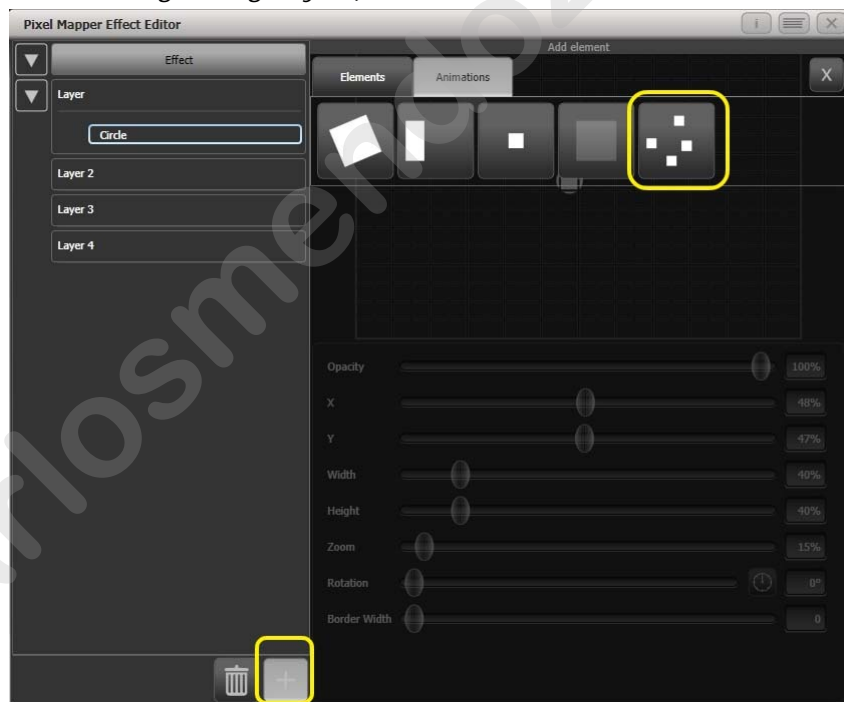 Pixel Mapper Effect Editor
i
X
Effect
Add element
Elements
Animations
X
Layer
Circle
Layer 2
Layer 3
Layer 4
Opacity 100%
X 48%
Y 47%
Width 40%
Height 40%
Zoom 15%
Rotation 0°
Border Width 0
+